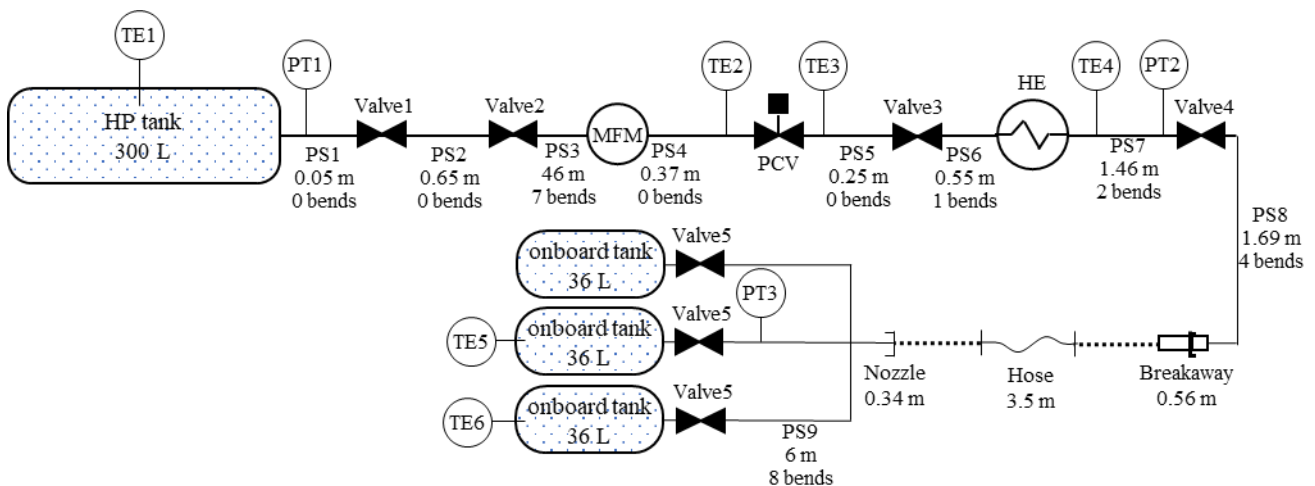 TE1
HP tank
300 L
PT1
Valve1
Valve2
MFM
TE2
PCV
TE3
Valve3
HE
TE4
PT2
Valve4
PS1
0.05 m
0 bends
PS2
0.65 m
0 bends
PS3
46 m
7 bends
PS4
0.37 m
0 bends
PS5
0.25 m
0 bends
PS6
0.55 m
1 bends
PS7
1.46 m
2 bends
PS8
1.69 m
4 bends
onboard tank
36 L
Valve5
PT3
TE5
onboard tank
36 L
Valve5
TE6
onboard tank
36 L
Valve5
PS9
6 m
8 bends
Nozzle
0.34 m
Hose
3.5 m
Breakaway
0.56 m